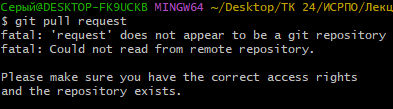 Серый@DESKTOP-FK9UCKB MINGW64 ~/Desktop/ТК 24/ИСРПО/Лекц
$ git pull request
fatal: 'request' does not appear to be a git repository
fatal: Could not read from remote repository.
Please make sure you have the correct access rights
and the repository exists.